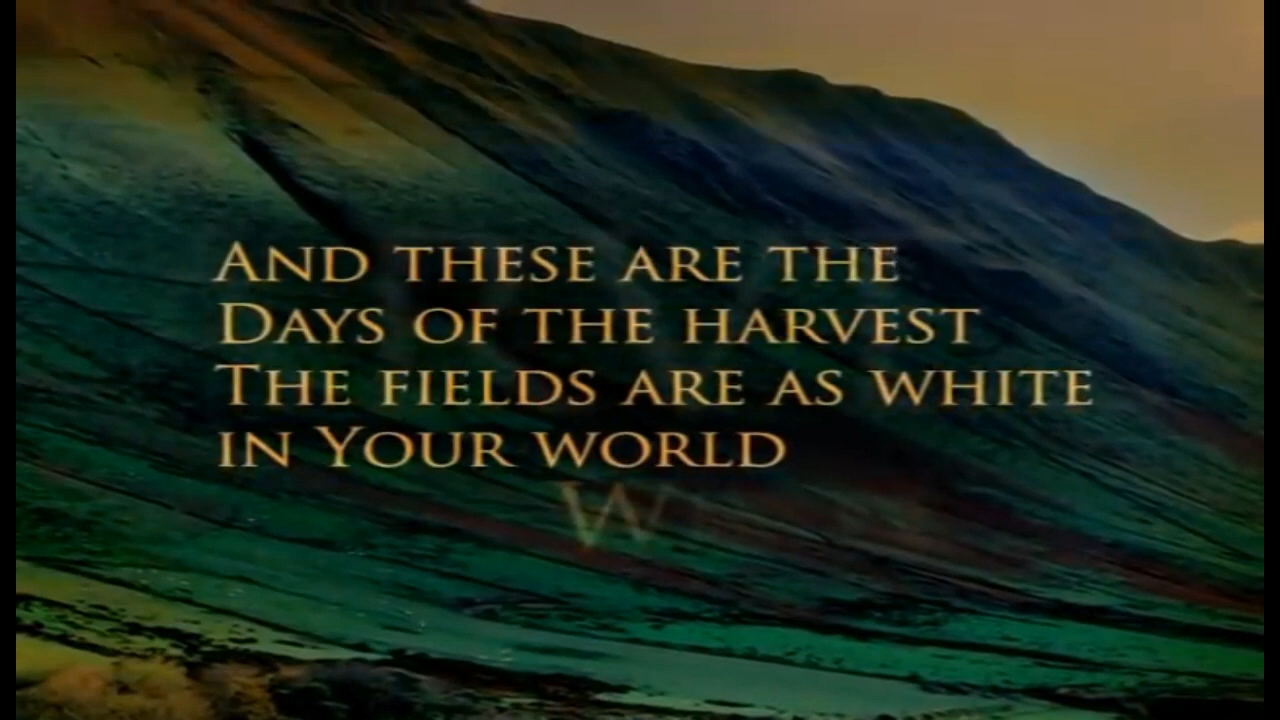 And these are the
Days of the harvest
The fields are as white
in Your world
W